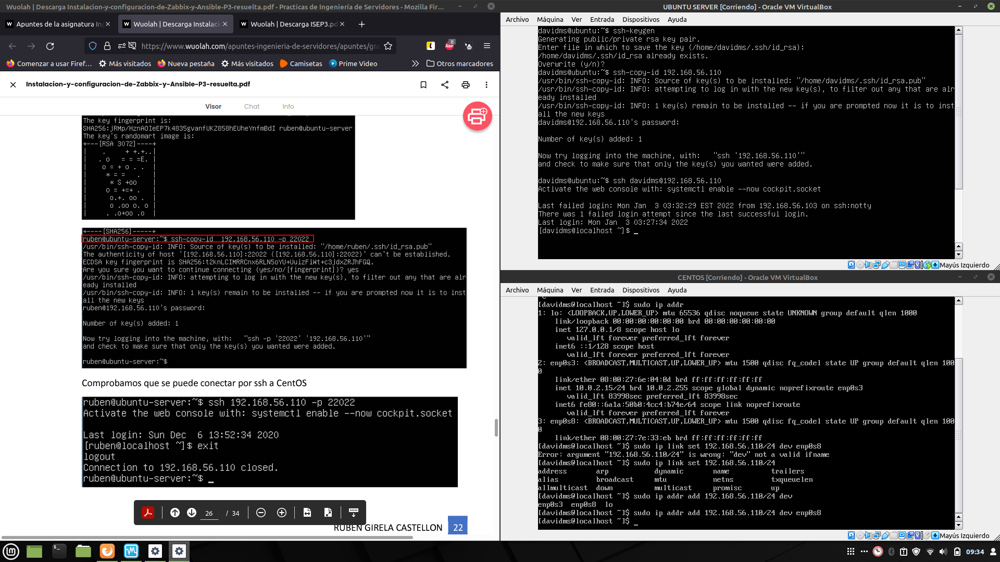 Wuolah | Descarga Instalacion-y-configuracion-de-Zabbix-y-Ansible-P3-resuelta.pdf - Practicas de Ingeniería de Servidores - Mozilla Fir...
Apuntes de la asignatura In
Wuolah | Descarga Instalaci
Wuolah | Descarga ISEP3.pd
https://www.wuolah.com/apuntes-ingenieria-de-servidores/apuntes/gra
8
ABP
Comenzar a usar Firef...
Más visitados
Nueva pestaña
Más visitados
Camisetas
Prime Video
Otros marcadores
Instalacion-y-configuracion-de-Zabbix-y-Ansible-P3-resuelta.pdf
Visor
Chat
Info
The key fingerprint is:
SHA256:jRMp/HznAOIeEP7k4835gvanfUKZ858hEUheYnfmBdI ruben@ubuntu-server
The key's randomart image is:
+---[RSA 3072]----+
|    .     + +.+..|
|   . o   = = =E. |
|    o = + o . .  |
|     * = =   .   |
|      * S +oo    |
|     o = +=+ .   |
|      o.+. oo .  |
|      o .oo o. o |
|     . .o+oo .o  |
+----[SHA256]-----+
ruben@ubuntu-server:~$ ssh-copy-id  192.168.56.110 -p 22022
/usr/bin/ssh-copy-id: INFO: Source of key(s) to be installed: "/home/ruben/.ssh/id_rsa.pub"
The authenticity of host '[192.168.56.110]:22022 ([192.168.56.110]:22022)' can't be established.
ECDSA key fingerprint is SHA256:t2knLCIMRRCnx6RLN5oYU+UuizFiWt+c3jdxZRJhFGQ.
Are you sure you want to continue connecting (yes/no/[fingerprint])? yes
/usr/bin/ssh-copy-id: INFO: attempting to log in with the new key(s), to filter out any that are alr
eady installed
/usr/bin/ssh-copy-id: INFO: 1 key(s) remain to be installed -- if you are prompted now it is to inst
all the new keys
ruben@192.168.56.110's password:
Number of key(s) added: 1
Now try logging into the machine, with:   "ssh -p '22022' '192.168.56.110'"
and check to make sure that only the key(s) you wanted were added.
ruben@ubuntu-server:~$
Comprobamos que se puede conectar por ssh a CentOS
ruben@ubuntu-server:~$ ssh 192.168.56.110 -p 22022
Activate the web console with: systemctl enable --now cockpit.socket
Last login: Sun Dec  6 13:52:34 2020
[ruben@localhost ~]$ exit
logout
Connection to 192.168.56.110 closed.
ruben@ubuntu-server:~$ _
26 / 34
RUBEN GIRELA CASTELLON 22
UBUNTU SERVER [Corriendo] - Oracle VM VirtualBox
Archivo Máquina Ver Entrada Dispositivos Ayuda
davidms@ubuntu:~$ ssh-keygen
Generating public/private rsa key pair.
Enter file in which to save the key (/home/davidms/.ssh/id_rsa):
/home/davidms/.ssh/id_rsa already exists.
Overwrite (y/n)?
davidms@ubuntu:~$ ssh-copy-id 192.168.56.110
/usr/bin/ssh-copy-id: INFO: Source of key(s) to be installed: "/home/davidms/.ssh/id_rsa.pub"
/usr/bin/ssh-copy-id: INFO: attempting to log in with the new key(s), to filter out any that are alr
eady installed
/usr/bin/ssh-copy-id: INFO: 1 key(s) remain to be installed -- if you are prompted now it is to inst
all the new keys
davidms@192.168.56.110's password:
Number of key(s) added: 1
Now try logging into the machine, with:   "ssh '192.168.56.110'"
and check to make sure that only the key(s) you wanted were added.
davidms@ubuntu:~$ ssh davidms@192.168.56.110
Activate the web console with: systemctl enable --now cockpit.socket
Last failed login: Mon Jan  3 03:32:29 EST 2022 from 192.168.56.103 on ssh:notty
There was 1 failed login attempt since the last successful login.
Last login: Mon Jan  3 03:27:34 2022
[davidms@localhost ~]$ _
Mayús Izquierdo
CENTOS [Corriendo] - Oracle VM VirtualBox
Archivo Máquina Ver Entrada Dispositivos Ayuda
[davidms@localhost ~]$ sudo ip addr
1: lo: <LOOPBACK,UP,LOWER_UP> mtu 65536 qdisc noqueue state UNKNOWN group default qlen 1000
link/loopback 00:00:00:00:00:00 brd 00:00:00:00:00:00
inet 127.0.0.1/8 scope host lo
valid_lft forever preferred_lft forever
inet6 ::1/128 scope host
valid_lft forever preferred_lft forever
2: enp0s3: <BROADCAST,MULTICAST,UP,LOWER_UP> mtu 1500 qdisc fq_codel state UP group default qlen 100
0
link/ether 08:00:27:6e:04:0d brd ff:ff:ff:ff:ff:ff
inet 10.0.2.15/24 brd 10.0.2.255 scope global dynamic noprefixroute enp0s3
valid_lft 83998sec preferred_lft 83998sec
inet6 fe80::6a1a:50b0:4cc4:b74e/64 scope link noprefixroute
valid_lft forever preferred_lft forever
3: enp0s8: <BROADCAST,MULTICAST,UP,LOWER_UP> mtu 1500 qdisc fq_codel state UP group default qlen 100
0
link/ether 08:00:27:7e:33:eb brd ff:ff:ff:ff:ff:ff
[davidms@localhost ~]$ sudo ip link set 192.168.56.110/24 dev enp0s8
Error: argument "192.168.56.110/24" is wrong: "dev" not a valid ifname
[davidms@localhost ~]$ sudo ip link set 192.168.56.110/24
address       arp           dynamic       name          trailers
alias         broadcast     mtu           netns         txqueuelen
allmulticast  down          multicast     promisc       up
[davidms@localhost ~]$ sudo ip addr add 192.168.56.110/24 dev
enp0s3  enp0s8  lo
[davidms@localhost ~]$ sudo ip addr add 192.168.56.110/24 dev enp0s8
[davidms@localhost ~]$ _
Mayús Izquierdo
09:34